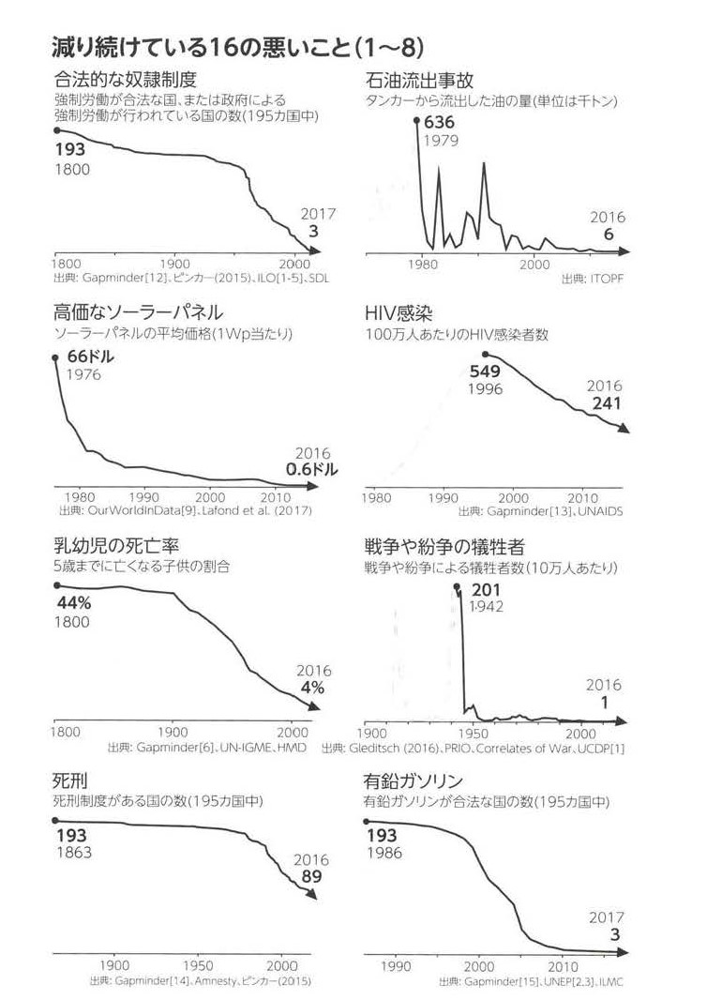 減り続けている16の悪いこと(1〜8)
合法的な奴隷制度
強制労働が合法な国、または政府による
強制労働が行われている国の数(195カ国中)
193
1800
2017
3
1800 1900 2000
出典: Gapminder[12]、ピンカー(2015)、ILO[1-5]、SDL
石油流出事故
タンカーから流出した油の量(単位は千トン)
636
1979
2016
6
1980 2000
出典: ITOPF
高価なソーラーパネル
ソーラーパネルの平均価格(1Wp当たり)
66ドル
1976
2016
0.6ドル
1980 1990 2000 2010
出典: OurWorldInData[9]、Lafond et al. (2017)
HIV感染
100万人あたりのHIV感染者数
549
1996
2016
241
1980 1990 2000 2010
出典: Gapminder[13]、UNAIDS
乳幼児の死亡率
5歳までに亡くなる子供の割合
44%
1800
2016
4%
1800 1900 2000
出典: Gapminder[6]、UN-IGME、HMD
戦争や紛争の犠牲者
戦争や紛争による犠牲者数(10万人あたり)
201
1942
2016
1
1900 1950 2000
出典: Gleditsch (2016)、PRIO、Correlates of War、UCDP[1]
死刑
死刑制度がある国の数(195カ国中)
193
1863
2016
89
1900 1950 2000
出典: Gapminder[14]、Amnesty、ピンカー(2015)
有鉛ガソリン
有鉛ガソリンが合法な国の数(195カ国中)
193
1986
2017
3
1990 2000 2010
出典: Gapminder[15]、UNEP[2,3]、ILMC